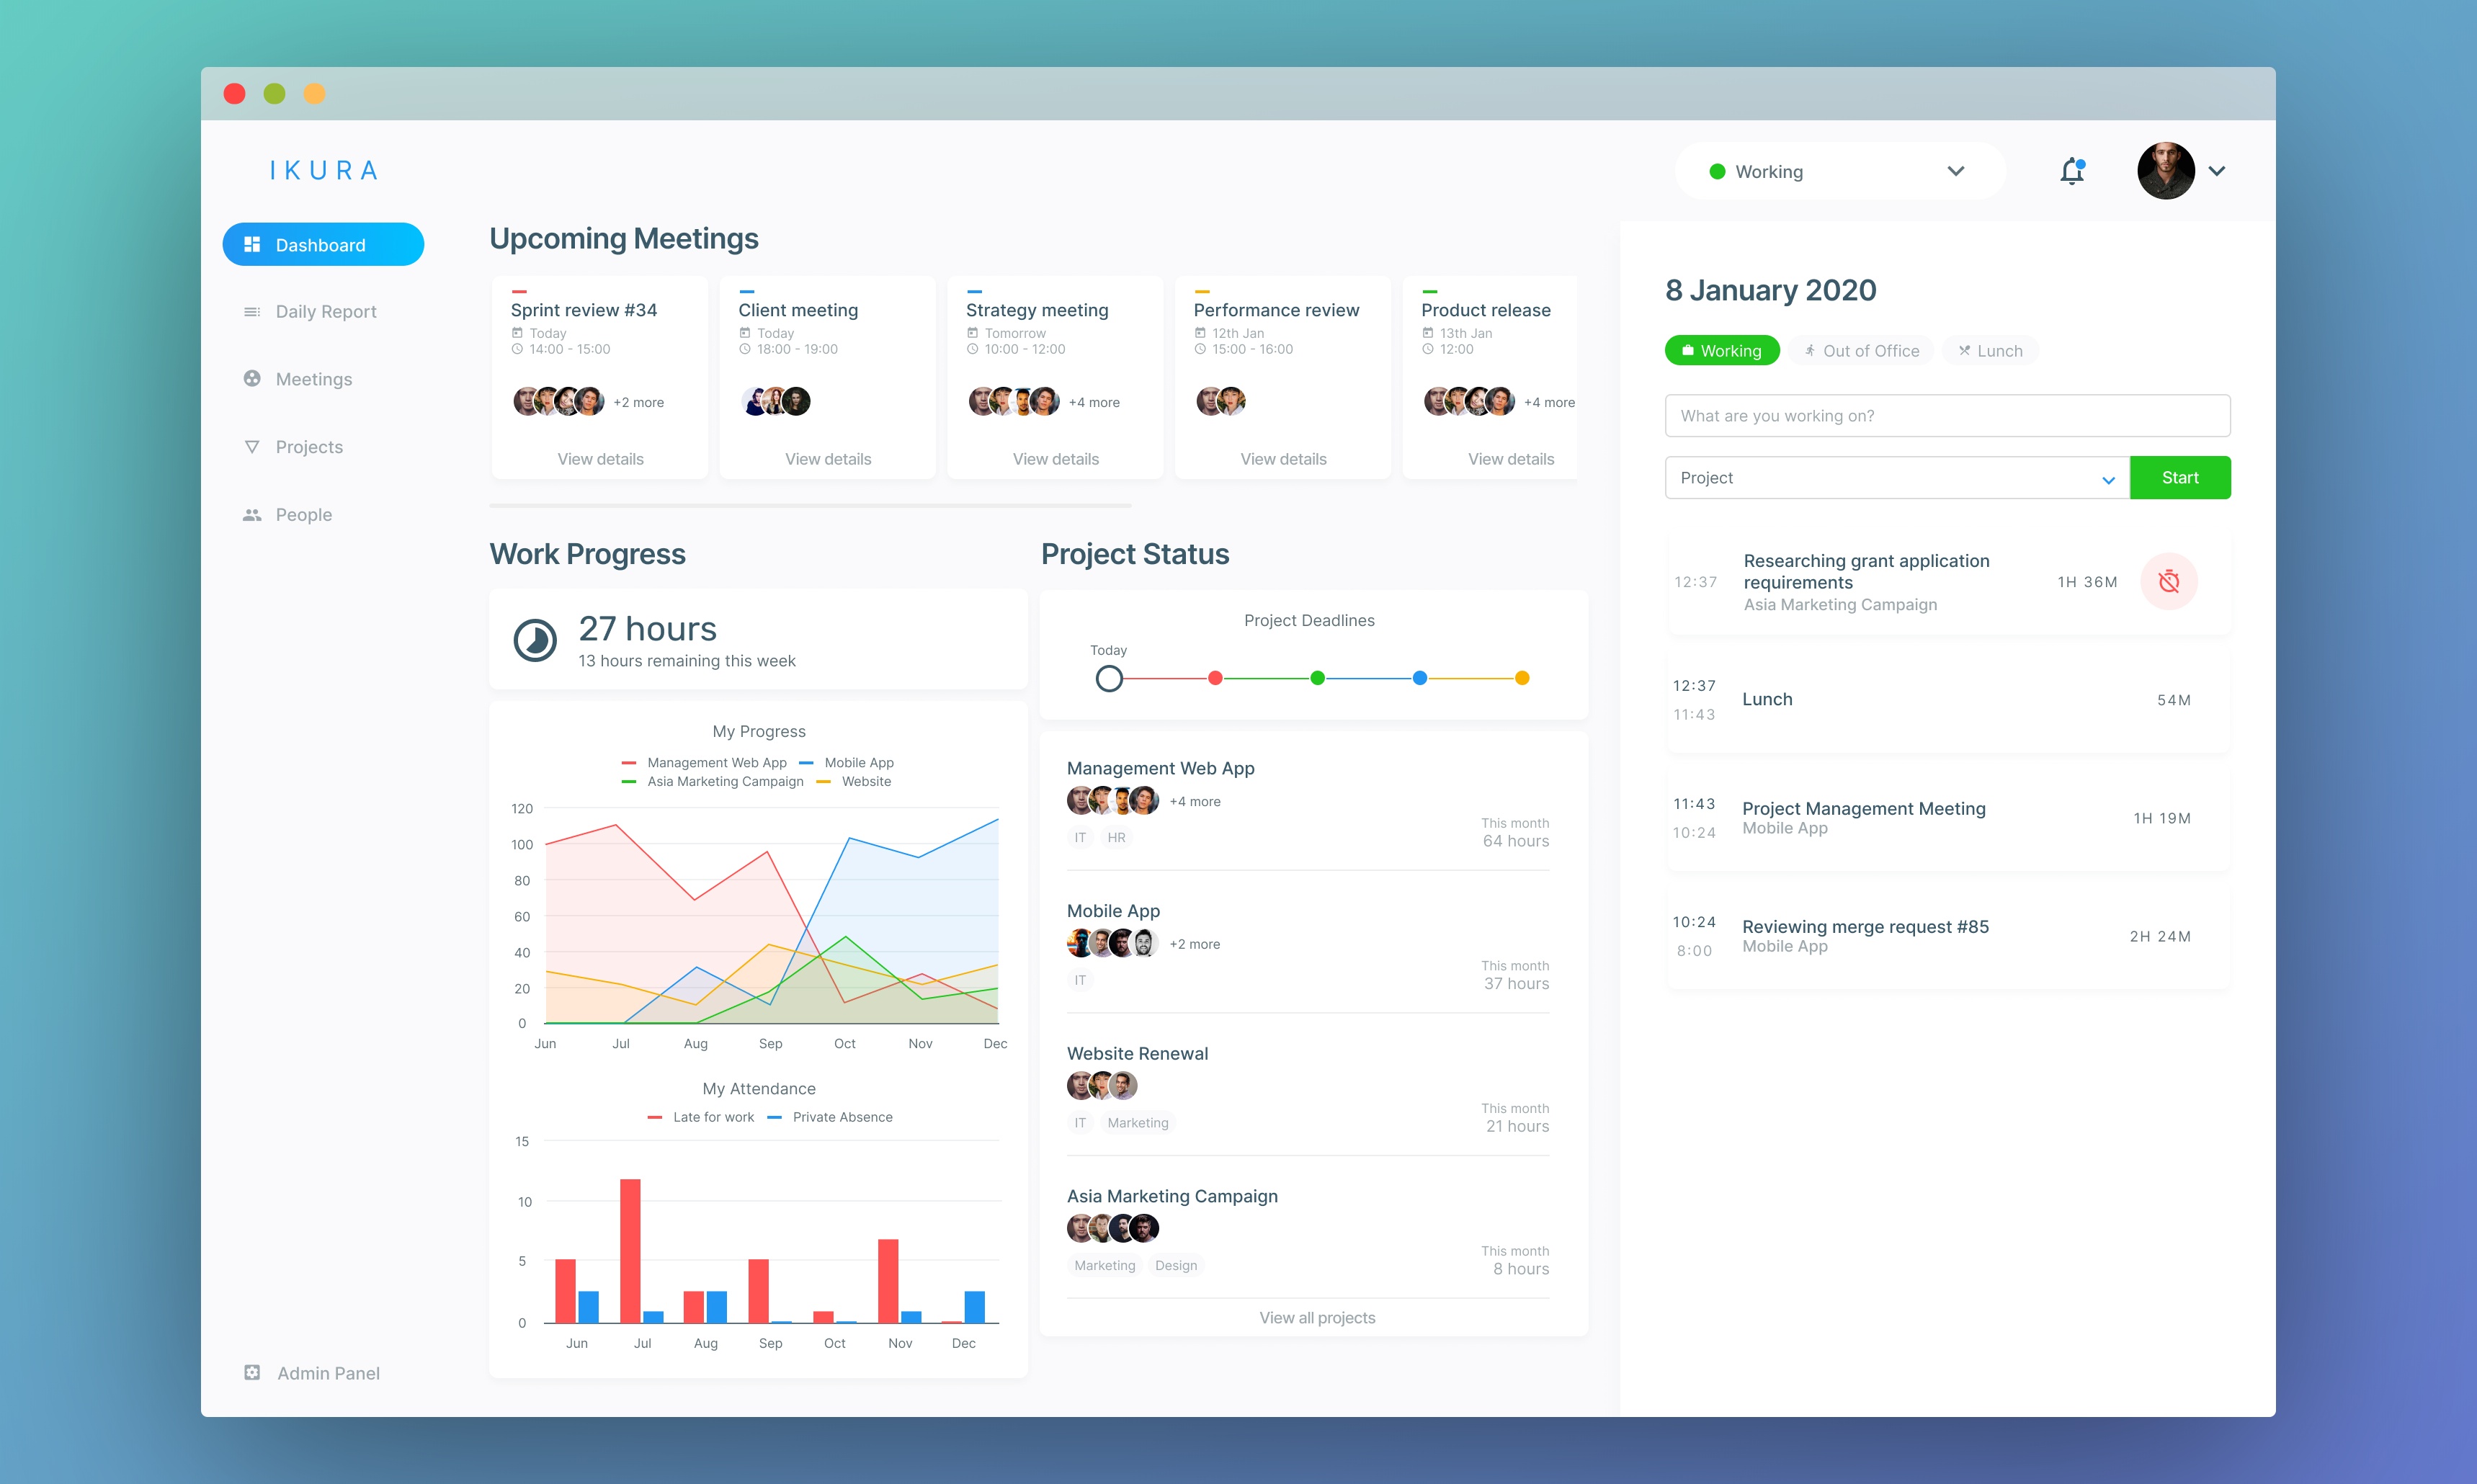 IKURA
Working
Dashboard
Daily Report
Meetings
Projects
People
Admin Panel
Upcoming Meetings
Sprint review #34
Today
14:00 - 15:00
+2 more
View details
Client meeting
Today
18:00 - 19:00
View details
Strategy meeting
Tomorrow
10:00 - 12:00
+4 more
View details
Performance review
12th Jan
15:00 - 16:00
View details
Product release
13th Jan
12:00
+4 more
View details
Work Progress
27 hours
13 hours remaining this week
My Progress
Management Web App
Mobile App
Asia Marketing Campaign
Website
120
100
80
60
40
20
0
Jun Jul Aug Sep Oct Nov Dec
My Attendance
Late for work
Private Absence
15
10
5
0
Jun Jul Aug Sep Oct Nov Dec
Project Status
Project Deadlines
Today
Management Web App
+4 more
IT HR
This month
64 hours
Mobile App
+2 more
IT
This month
37 hours
Website Renewal
IT Marketing
This month
21 hours
Asia Marketing Campaign
Marketing Design
This month
8 hours
View all projects
8 January 2020
Working
Out of Office
Lunch
What are you working on?
Project
Start
12:37
Researching grant application
requirements
Asia Marketing Campaign
1H 36M
12:37
11:43
Lunch
54M
11:43
10:24
Project Management Meeting
Mobile App
1H 19M
10:24
8:00
Reviewing merge request #85
Mobile App
2H 24M